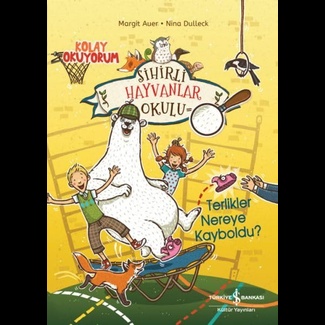 Margit Auer • Nina Dulleck
KOLAY
OKUYORUM
SİHİRLİ
HAYVANLAR
OKULU
Terlikler
Nereye
Kayboldu?
TÜRKİYE İŞ BANKASI
Kültür Yayınları